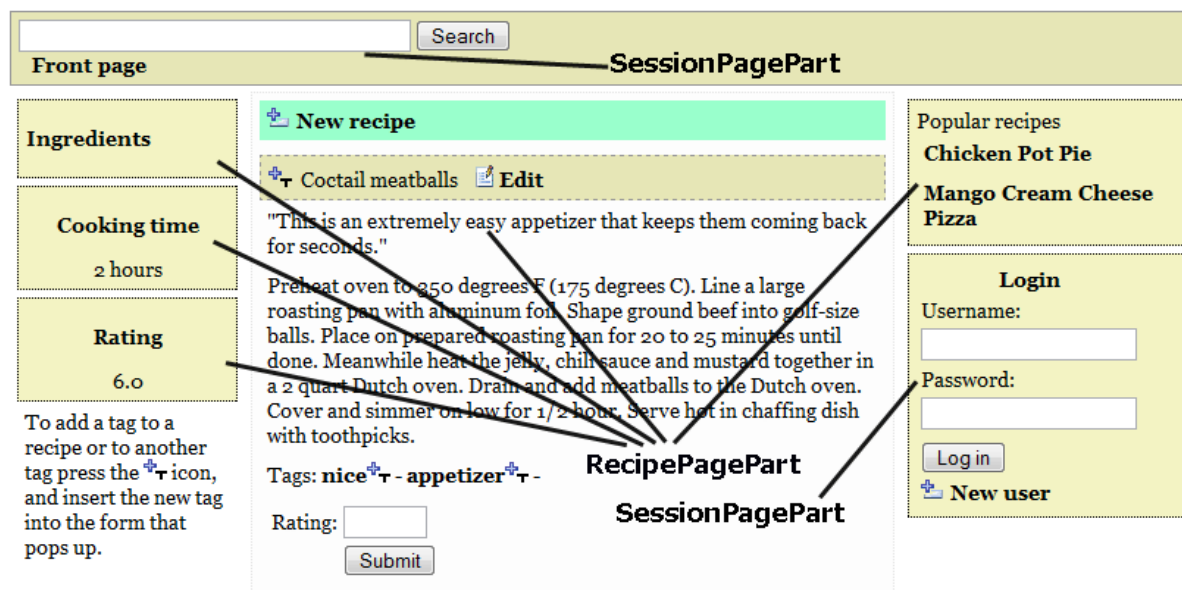 Search
Front page
SessionPagePart
Ingredients
Cooking time
2 hours
Rating
6.0
To add a tag to a
recipe or to another
tag press the T icon,
and insert the new tag
into the form that
pops up.
New recipe
T Coctail meatballs Edit
"This is an extremely easy appetizer that keeps them coming back
for seconds."
Preheat oven to 350 degrees F (175 degrees C). Line a large
roasting pan with aluminum foil. Shape ground beef into golf-size
balls. Place on prepared roasting pan for 20 to 25 minutes until
done. Meanwhile heat the jelly, chili sauce and mustard together in
a 2 quart Dutch oven. Drain and add meatballs to the Dutch oven.
Cover and simmer on low for 1/2 hour. Serve hot in chaffing dish
with toothpicks.
RecipePagePart
Tags: nice T - appetizer T -
SessionPagePart
Rating:
Submit
Popular recipes
Chicken Pot Pie
Mango Cream Cheese
Pizza
Login
Username:
Password:
Log in
New user